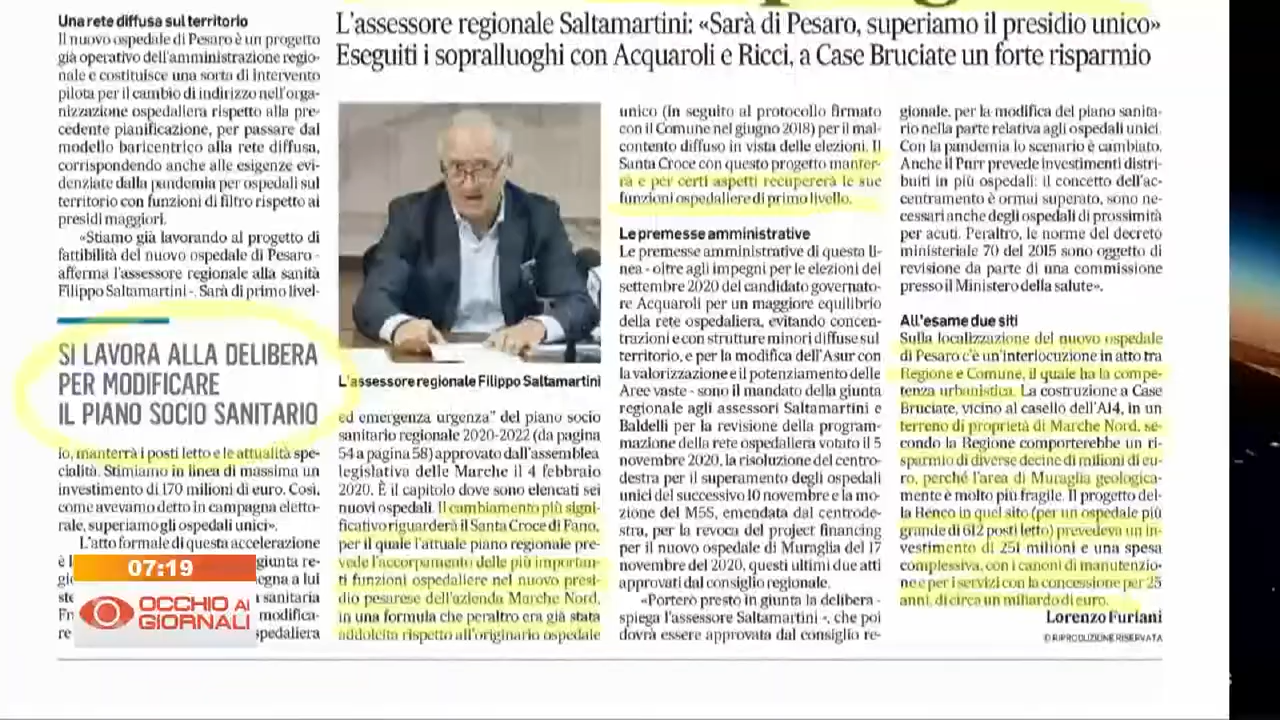 L'assessore regionale Saltamartini: «Sarà di Pesaro, superiamo il presidio unico»
Eseguiti i sopralluoghi con Acquaroli e Ricci, a Case Bruciate un forte risparmio
Una rete diffusa sul territorio
Il nuovo ospedale di Pesaro è un progetto
già operativo dell'amministrazione regio-
nale e costituisce una sorta di intervento
pilota per il cambio di indirizzo nell'orga-
nizzazione ospedaliera rispetto alla pre-
cedente pianificazione, per passare dal
modello baricentrico alla rete diffusa,
corrispondendo anche alle esigenze evi-
denziate dalla pandemia per ospedali sul
territorio con funzioni di filtro rispetto ai
presidi maggiori.
«Stiamo già lavorando al progetto di
fattibilità del nuovo ospedale di Pesaro -
afferma l'assessore regionale alla sanità
Filippo Saltamartini -. Sarà di primo livel-
SI LAVORA ALLA DELIBERA
PER MODIFICARE
IL PIANO SOCIO SANITARIO
lo, manterrà i posti letto e le attualità spe-
cialità. Stimiamo in linea di massima un
investimento di 170 milioni di euro. Così,
come avevamo detto in campagna eletto-
rale, superiamo gli ospedali unici».
L'atto formale di questa accelerazione
è l giunta re-
gio egna a lui
ste sanitaria
Fr modifica-
re spedaliera
07:19
OCCHIO AI
GIORNALI
L'assessore regionale Filippo Saltamartini
ed emergenza urgenza" del piano socio
sanitario regionale 2020-2022 (da pagina
54 a pagina 58) approvato dall'assemblea
legislativa delle Marche il 4 febbraio
2020. È il capitolo dove sono elencati sei
nuovi ospedali. Il cambiamento più signi-
ficativo riguarderà il Santa Croce di Fano,
per il quale l'attuale piano regionale pre-
vede l'accorpamento delle più importan-
ti funzioni ospedaliere nel nuovo presi-
dio pesarese dell'azienda Marche Nord,
in una formula che peraltro era già stata
addolcita rispetto all'originario ospedale
unico (in seguito al protocollo firmato
con il Comune nel giugno 2018) per il mal-
contento diffuso in vista delle elezioni. Il
Santa Croce con questo progetto manter-
rà e per certi aspetti recupererà le sue
funzioni ospedaliere di primo livello.
Le premesse amministrative
Le premesse amministrative di questa li-
nea - oltre agli impegni per le elezioni del
settembre 2020 del candidato governato-
re Acquaroli per un maggiore equilibrio
della rete ospedaliera, evitando concen-
trazioni e con strutture minori diffuse sul
territorio, e per la modifica dell'Asur con
la valorizzazione e il potenziamento delle
Aree vaste - sono il mandato della giunta
regionale agli assessori Saltamartini e
Baldelli per la revisione della program-
mazione della rete ospedaliera votato il 5
novembre 2020, la risoluzione del centro-
destra per il superamento degli ospedali
unici del successivo 10 novembre e la mo-
zione del M5S, emendata dal centrode-
stra, per la revoca del project financing
per il nuovo ospedale di Muraglia del 17
novembre del 2020, questi ultimi due atti
approvati dal consiglio regionale.
«Porterò presto in giunta la delibera -
spiega l'assessore Saltamartini -, che poi
dovrà essere approvata dal consiglio re-
gionale, per la modifica del piano sanita-
rio nella parte relativa agli ospedali unici.
Con la pandemia lo scenario è cambiato.
Anche il Pnrr prevede investimenti distri-
buiti in più ospedali: il concetto dell'ac-
centramento è ormai superato, sono ne-
cessari anche degli ospedali di prossimità
per acuti. Peraltro, le norme del decreto
ministeriale 70 del 2015 sono oggetto di
revisione da parte di una commissione
presso il Ministero della salute».
All'esame due siti
Sulla localizzazione del nuovo ospedale
di Pesaro c'è un'interlocuzione in atto tra
Regione e Comune, il quale ha la compe-
tenza urbanistica. La costruzione a Case
Bruciate, vicino al casello dell'A14, in un
terreno di proprietà di Marche Nord, se-
condo la Regione comporterebbe un ri-
sparmio di diverse decine di milioni di eu-
ro, perché l'area di Muraglia geologica-
mente è molto più fragile. Il progetto del-
la Renco in quel sito (per un ospedale più
grande di 612 posti letto) prevedeva un in-
vestimento di 251 milioni e una spesa
complessiva, con i canoni di manutenzio-
ne e per i servizi con la concessione per 25
anni, di circa un miliardo di euro.
Lorenzo Furlani
© RIPRODUZIONE RISERVATA